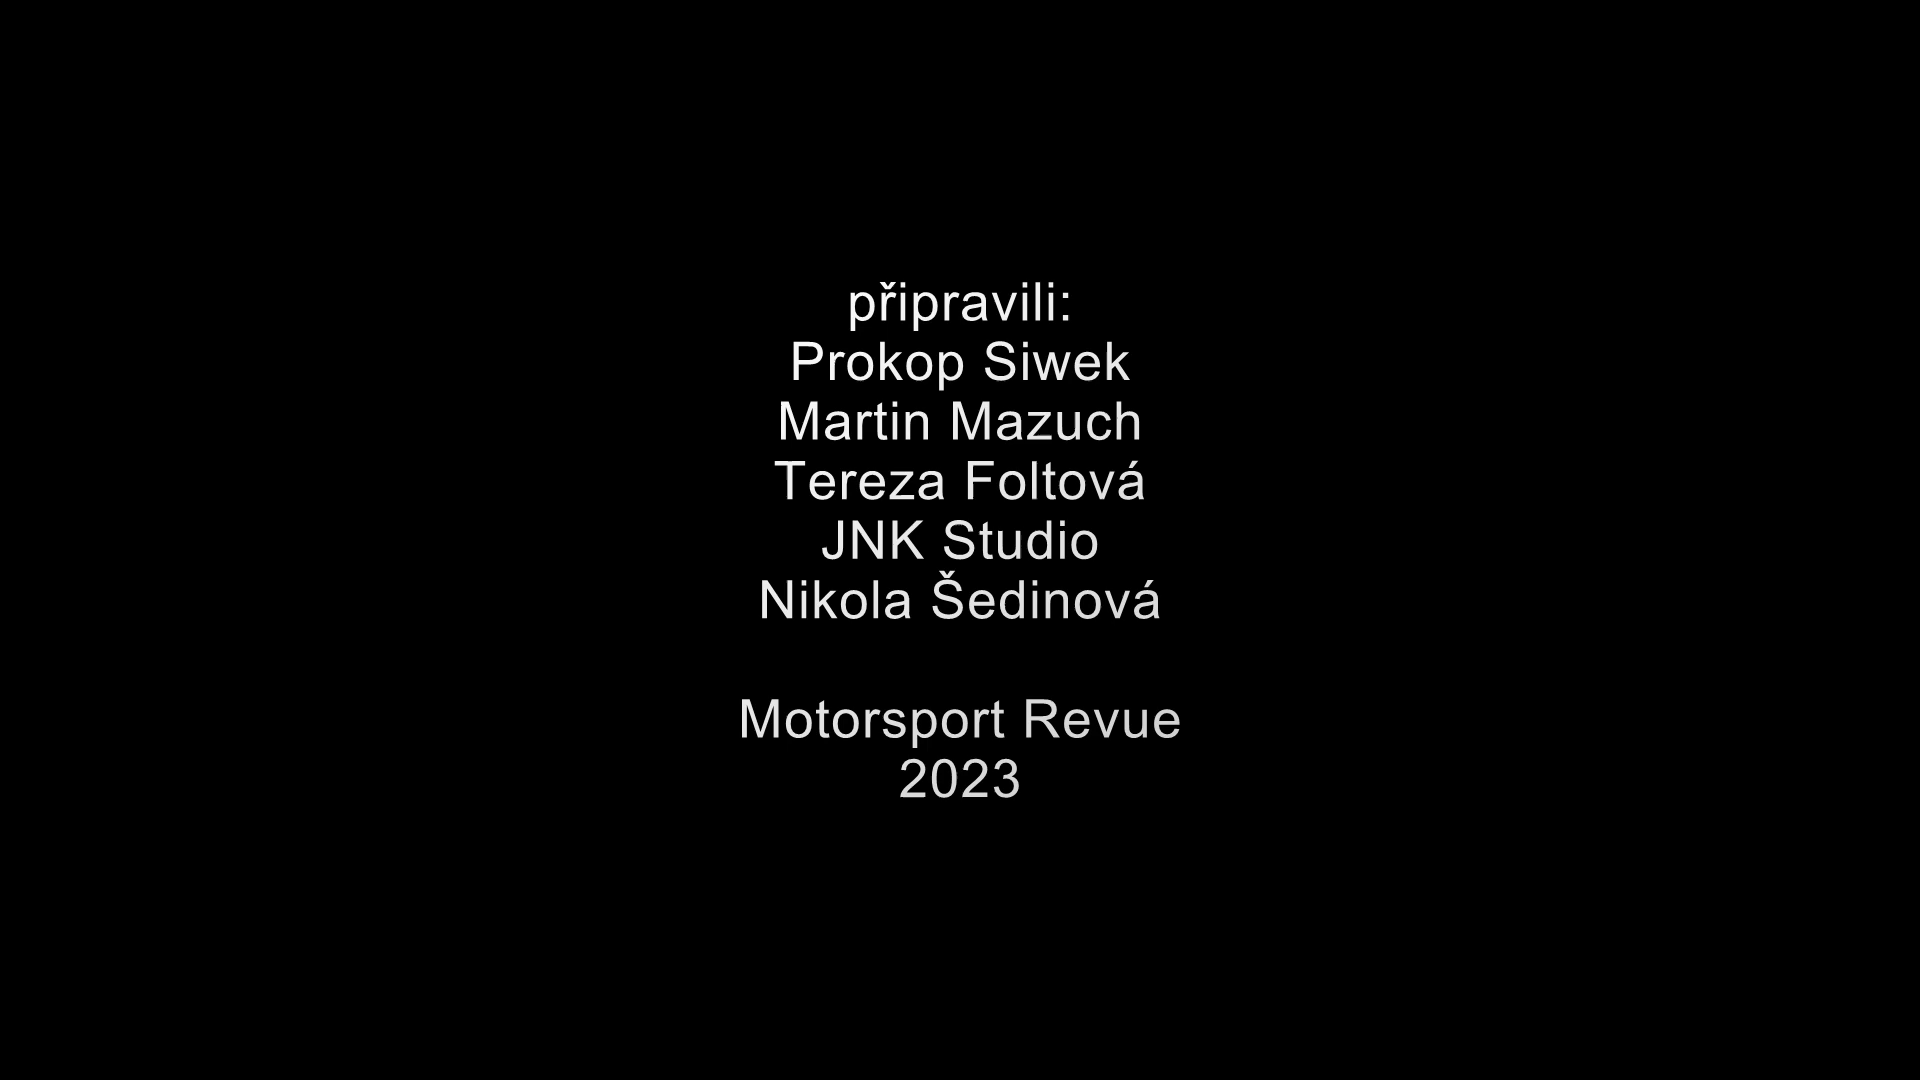 připravili:
Prokop Siwek
Martin Mazuch
Tereza Foltová
JNK Studio
Nikola Šedinová
Motorsport Revue
2023